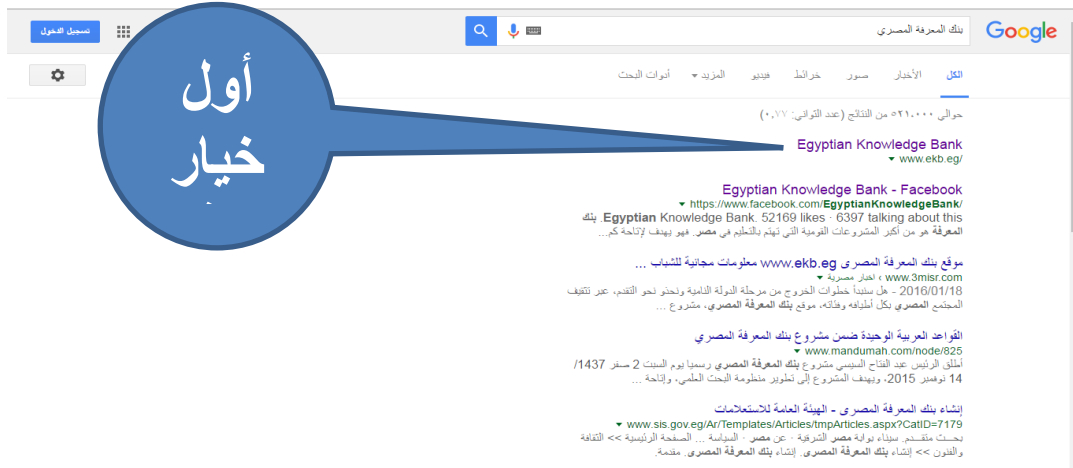 Google
بنك المعرفة المصري
تسجيل الدخول
الكل الأخبار صور خرائط فيديو المزيد أدوات البحث
حوالي ٥٢١,٠٠٠ من النتائج (عدد الثواني: ٠,٧٧)
أول
خيار
Egyptian Knowledge Bank
www.ekb.eg/
Egyptian Knowledge Bank - Facebook
https://www.facebook.com/EgyptianKnowledgeBank/
Egyptian Knowledge Bank. 52169 likes · 6397 talking about this. بنك
المعرفة هو من أكبر المشروعات القومية التي تهتم بالتعليم في مصر. فهو يهدف لإتاحة كم...
موقع بنك المعرفة المصرى www.ekb.eg معلومات مجانية للشباب ...
www.3misr.com › اخبار مصرية
2016/01/18 - هل سنبدأ خطوات الخروج من مرحلة الدولة النامية ونحذو نحو التقدم، عبر تثقيف
المجتمع المصري بكل أطيافه وفئاته، موقع بنك المعرفة المصري، مشروع ...
القواعد العربية الوحيدة ضمن مشروع بنك المعرفة المصري
www.mandumah.com/node/825
أطلق الرئيس عبد الفتاح السيسي مشروع بنك المعرفة المصري رسميا يوم السبت 2 صفر 1437/
14 نوفمبر 2015، ويهدف المشروع إلى تطوير منظومة البحث العلمي، وإتاحة ...
إنشاء بنك المعرفة المصرى - الهيئة العامة للاستعلامات
www.sis.gov.eg/Ar/Templates/Articles/tmpArticles.aspx?CatID=7179
بحـــث متقـــدم. سيناء بوابة مصر الشرقية · عن مصر · السياسة ... الصفحة الرئيسية >> الثقافة
والفنون >> إنشاء بنك المعرفة المصرى. إنشاء بنك المعرفة المصرى. مقدمة.